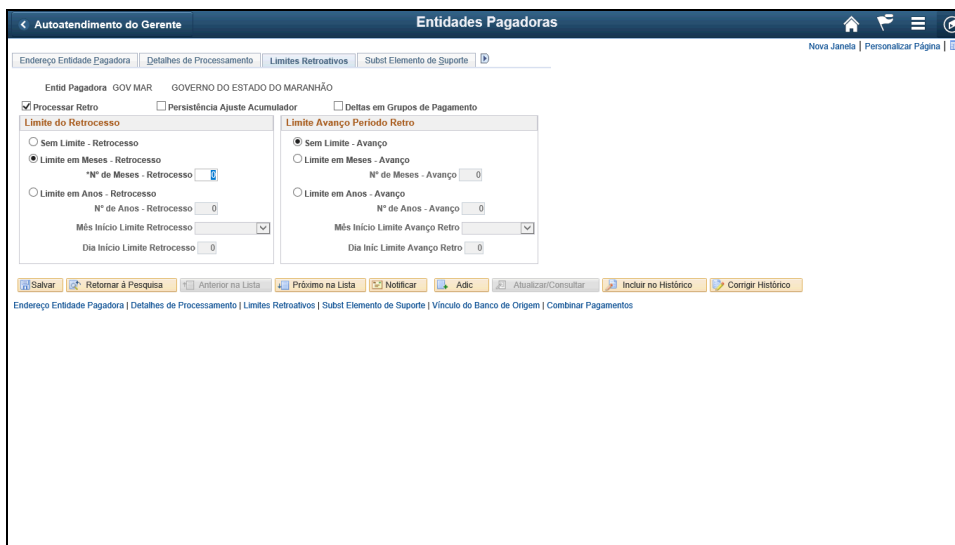 Autoatendimento do Gerente
Entidades Pagadoras
Nova Janela | Personalizar Página |
Endereço Entidade Pagadora
Detalhes de Processamento
Limites Retroativos
Subst Elemento de Suporte
Entid Pagadora GOV MAR GOVERNO DO ESTADO DO MARANHÃO
Processar Retro
Persistência Ajuste Acumulador
Deltas em Grupos de Pagamento
Limite do Retrocesso
Sem Limite - Retrocesso
Limite em Meses - Retrocesso
*Nº de Meses - Retrocesso 0
Limite em Anos - Retrocesso
Nº de Anos - Retrocesso 0
Mês Início Limite Retrocesso
Dia Início Limite Retrocesso 0
Limite Avanço Período Retro
Sem Limite - Avanço
Limite em Meses - Avanço
Nº de Meses - Avanço 0
Limite em Anos - Avanço
Nº de Anos - Avanço 0
Mês Início Limite Avanço Retro
Dia Iníc Limite Avanço Retro 0
Salvar
Retornar á Pesquisa
Anterior na Lista
Próximo na Lista
Notificar
Adic
Atualizar/Consultar
Incluir no Histórico
Corrigir Histórico
Endereço Entidade Pagadora | Detalhes de Processamento | Limites Retroativos | Subst Elemento de Suporte | Vínculo do Banco de Origem | Combinar Pagamentos